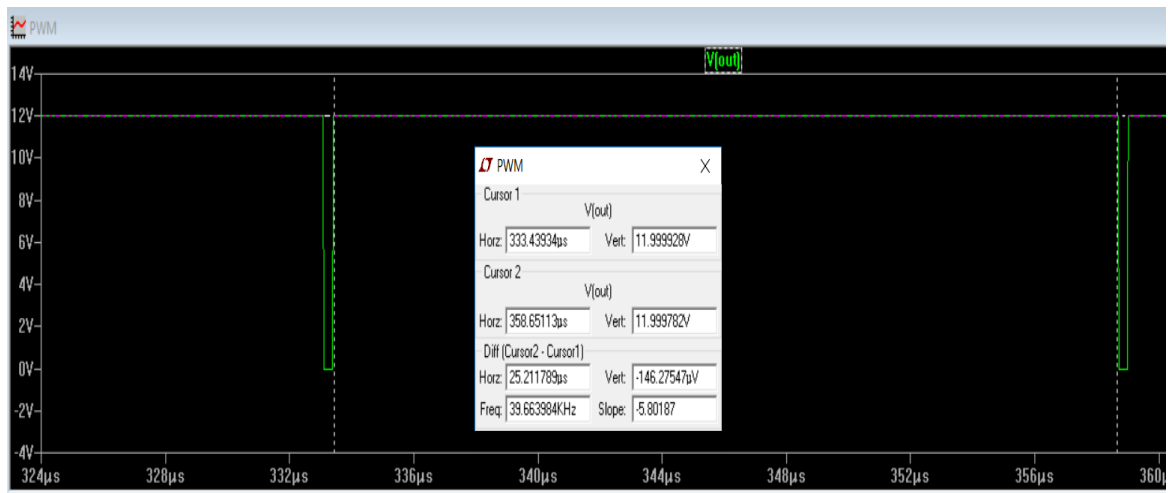 PWM
V(out)
14V
12V
10V
8V
6V
4V
2V
0V
-2V
-4V
324µs 328µs 332µs 336µs 340µs 344µs 348µs 352µs 356µs
PWM X
Cursor 1
V(out)
Horz: 333.43934µs Vert: 11.999928V
Cursor 2
V(out)
Horz: 358.65113µs Vert: 11.999782V
Diff (Cursor2 - Cursor1)
Horz: 25.211789µs Vert: -146.27547µV
Freq: 39.663984KHz Slope: -5.80187